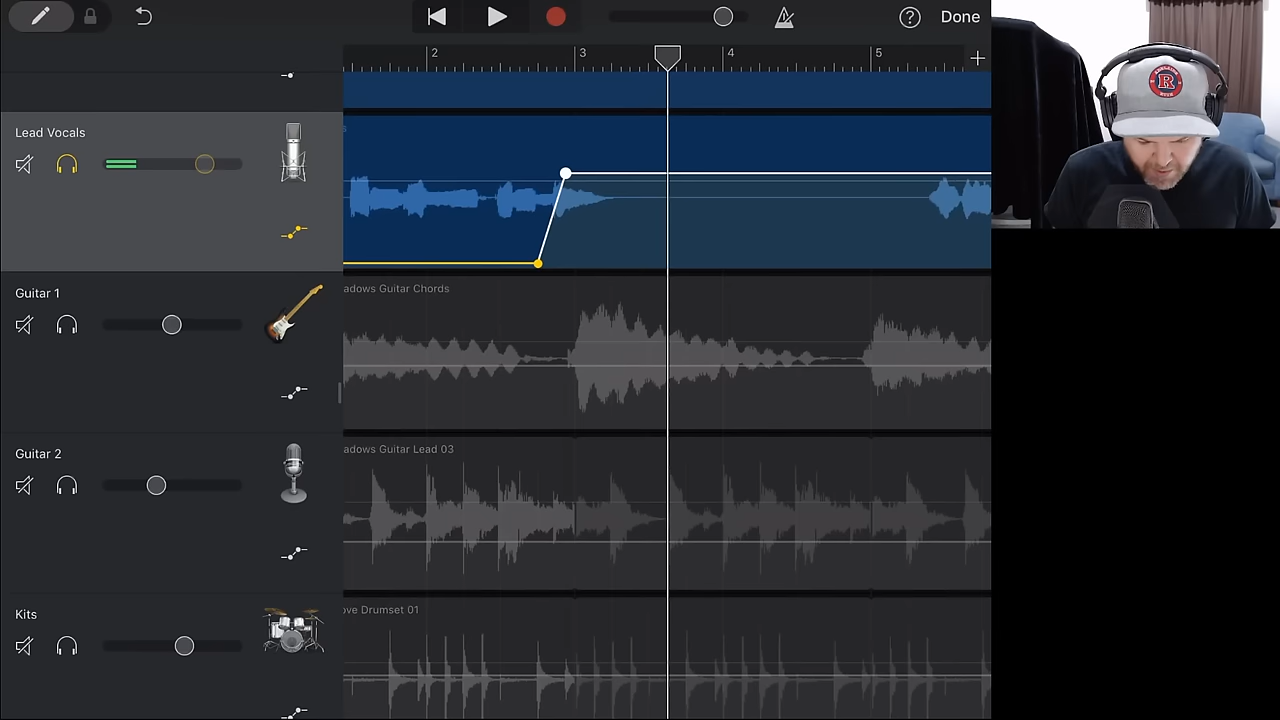 Done
2
3
4
5
Lead Vocals
Guitar 1
adows Guitar Chords
Guitar 2
adows Guitar Lead 03
Kits
ove Drumset 01
R